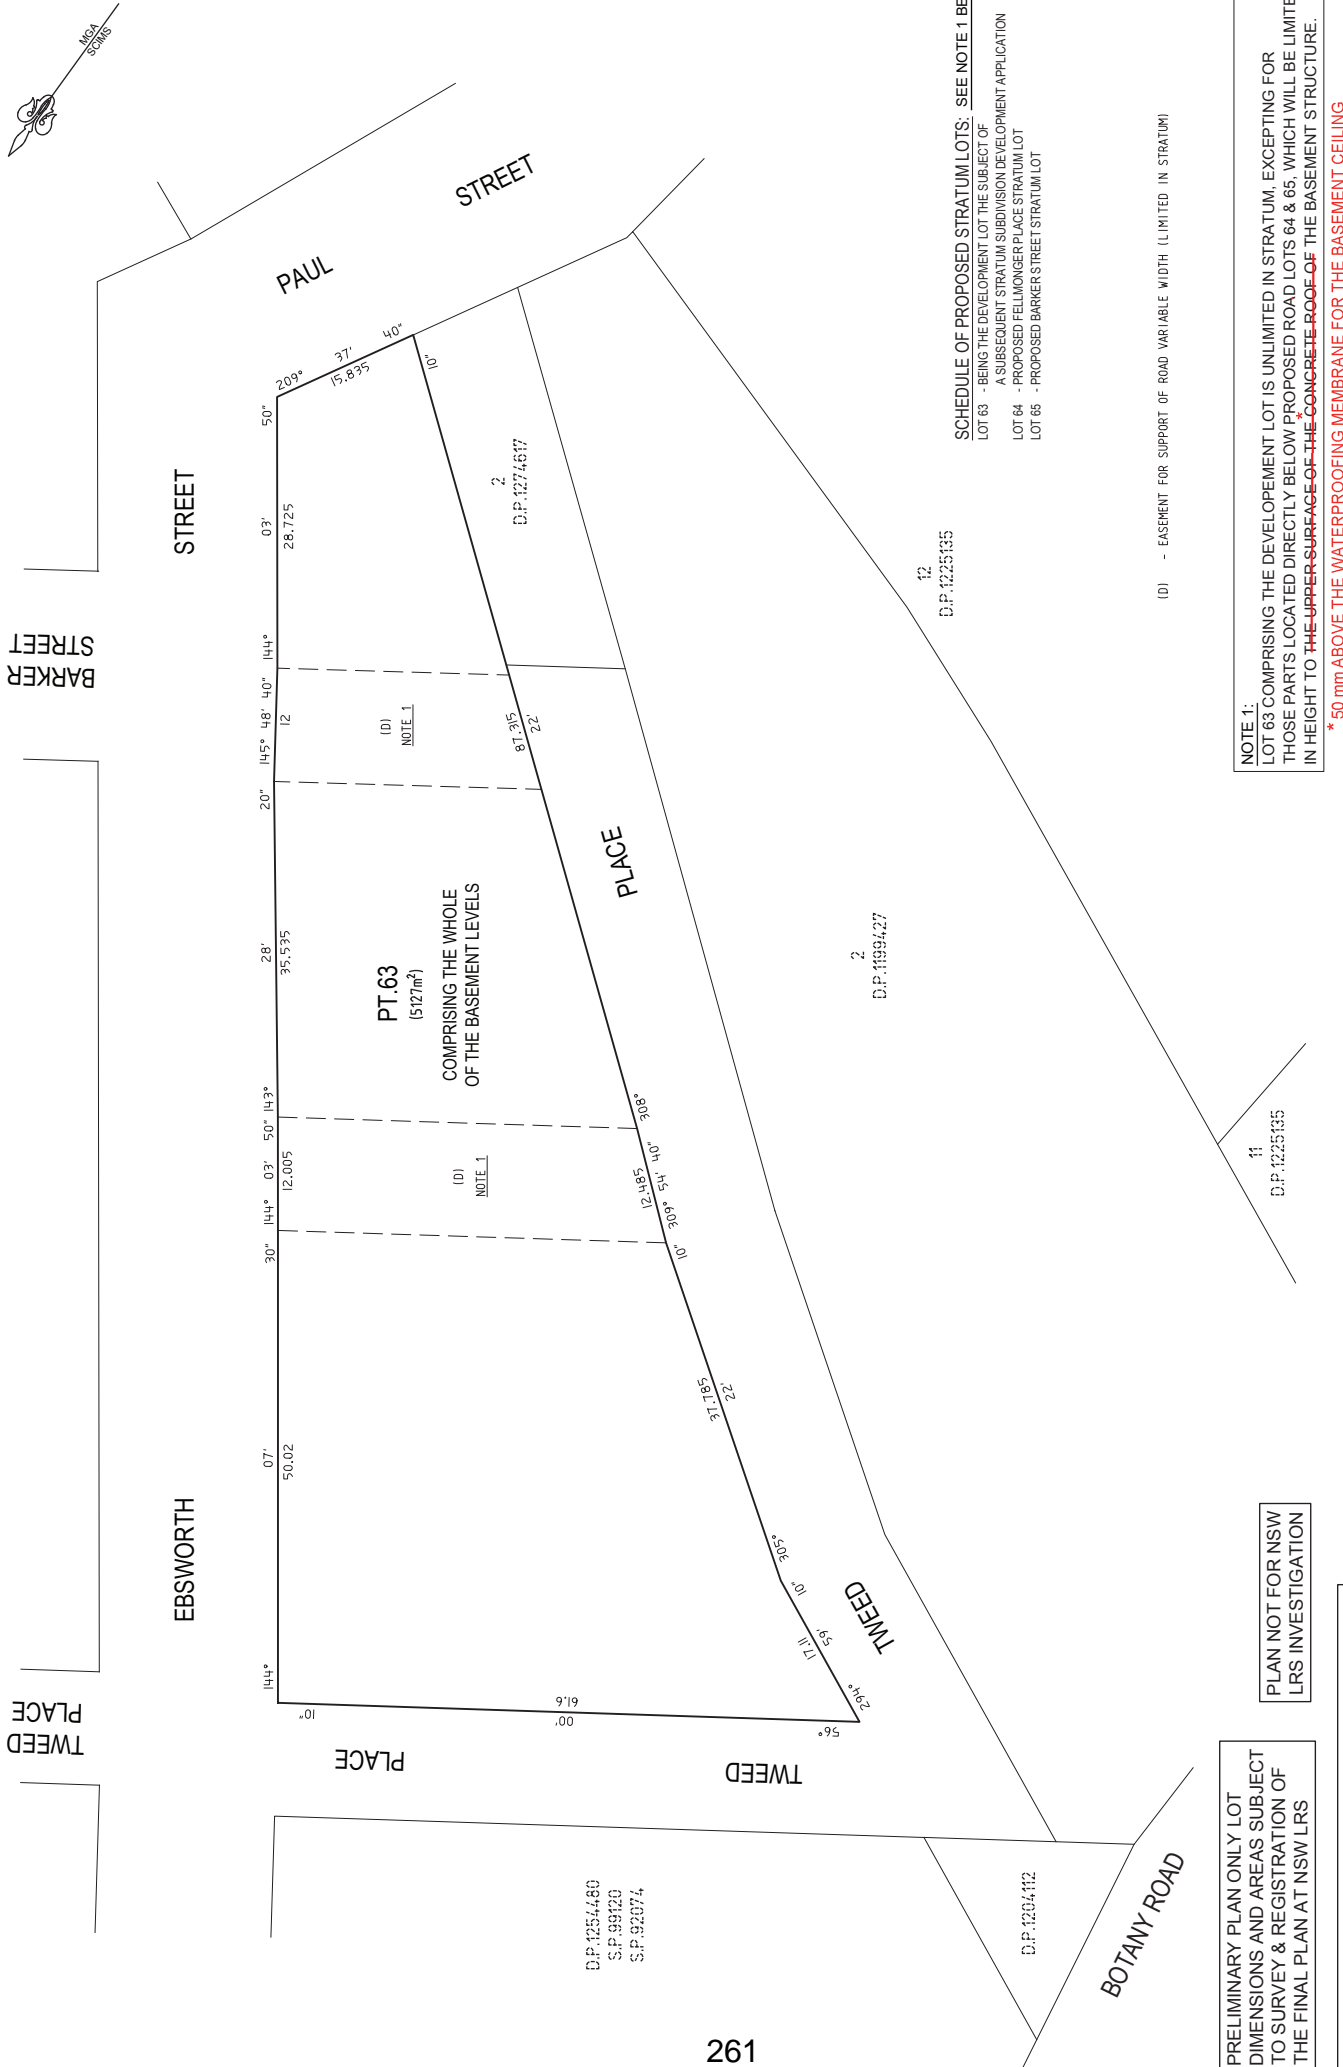 MGA
SCIMS
BARKER
STREET
TWEED
PLACE
EBSWORTH
STREET
PAUL
STREET
144°
07'
50.02
30"
144°
03'
12.005
50"
143°
28'
35.535
20"
145°
48'
12
40"
144°
03'
28.725
50"
209°
37'
15.835
40"
10"
87.315
22'
308°
12.485
309° 54' 40"
10"
37.785
22'
305°
10"
17.11
59'
294°
56°
61.6
00'
10"
(D)
NOTE 1
(D)
NOTE 1
PT.63
(5127m²)
COMPRISING THE WHOLE
OF THE BASEMENT LEVELS
PLACE
TWEED
TWEED
PLACE
2
D.P.1274617
12
D.P.1225135
2
D.P.1199427
11
D.P.1225135
D.P.1254480
S.P.99120
S.P.92074
D.P.1204112
BOTANY ROAD
SCHEDULE OF PROPOSED STRATUM LOTS: SEE NOTE 1 BE
LOT 63 - BEING THE DEVELOPMENT LOT THE SUBJECT OF
A SUBSEQUENT STRATUM SUBDIVISION DEVELOPMENT APPLICATION
LOT 64 - PROPOSED FELLMONGER PLACE STRATUM LOT
LOT 65 - PROPOSED BARKER STREET STRATUM LOT
(D) - EASEMENT FOR SUPPORT OF ROAD VARIABLE WIDTH (LIMITED IN STRATUM)
NOTE 1:
LOT 63 COMPRISING THE DEVELOPEMENT LOT IS UNLIMITED IN STRATUM, EXCEPTING FOR
THOSE PARTS LOCATED DIRECTLY BELOW PROPOSED ROAD LOTS 64 & 65, WHICH WILL BE LIMITE
*
IN HEIGHT TO THE UPPER SURFACE OF THE CONCRETE ROOF OF THE BASEMENT STRUCTURE.
* 50 mm ABOVE THE WATERPROOFING MEMBRANE FOR THE BASEMENT CEILING
PLAN NOT FOR NSW
LRS INVESTIGATION
PRELIMINARY PLAN ONLY LOT
DIMENSIONS AND AREAS SUBJECT
TO SURVEY & REGISTRATION OF
THE FINAL PLAN AT NSW LRS
261